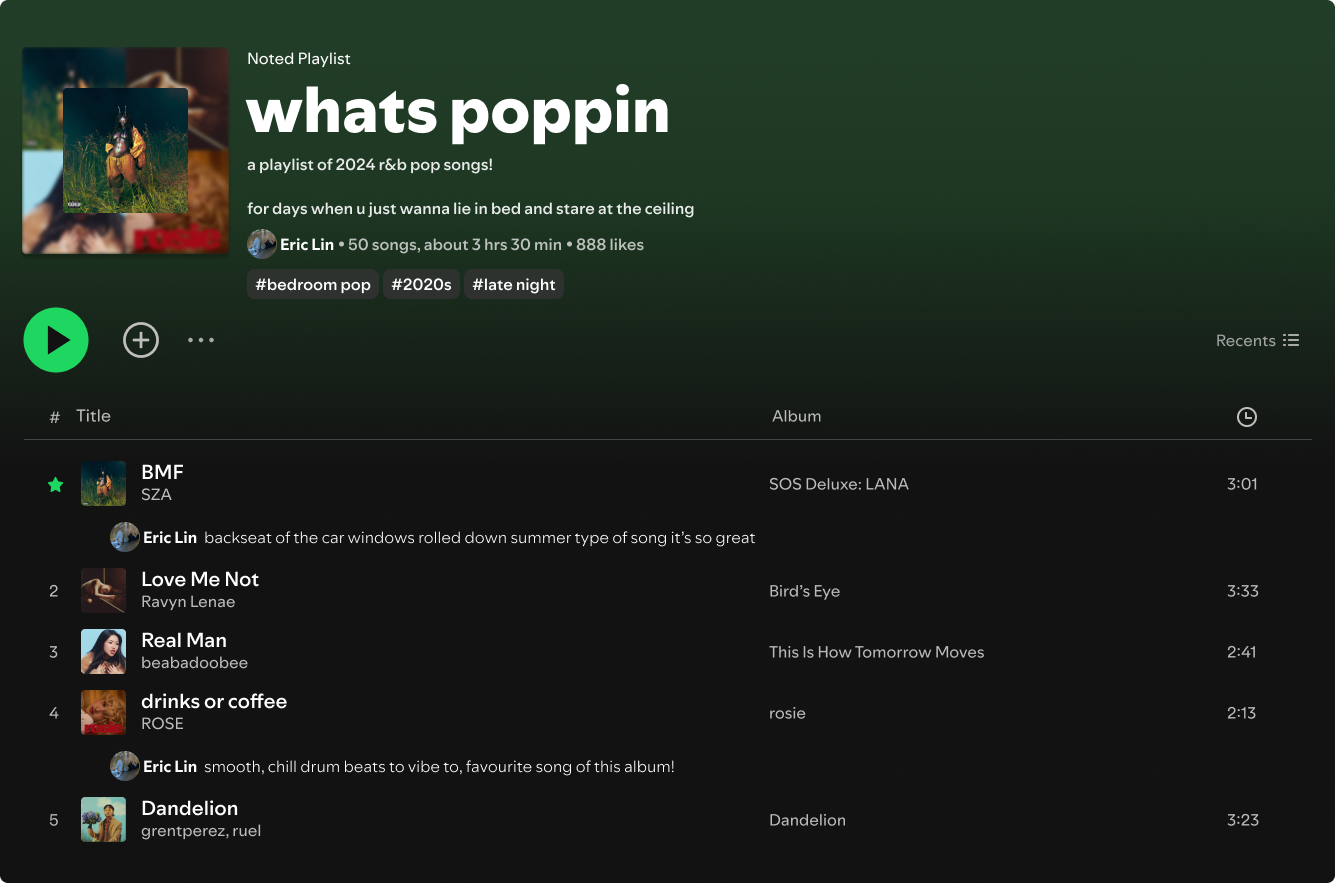 Noted Playlist
whats poppin
a playlist of 2024 r&b pop songs!
for days when u just wanna lie in bed and stare at the ceiling
Eric Lin • 50 songs, about 3 hrs 30 min • 888 likes
#bedroom pop #2020s #late night
Recents
# Title Album
BMF
SZA
SOS Deluxe: LANA
3:01
Eric Lin backseat of the car windows rolled down summer type of song it’s so great
2
Love Me Not
Ravyn Lenae
Bird’s Eye
3:33
3
Real Man
beabadoobee
This Is How Tomorrow Moves
2:41
4
drinks or coffee
ROSE
rosie
2:13
Eric Lin smooth, chill drum beats to vibe to, favourite song of this album!
5
Dandelion
grentperez, ruel
Dandelion
3:23
rosie